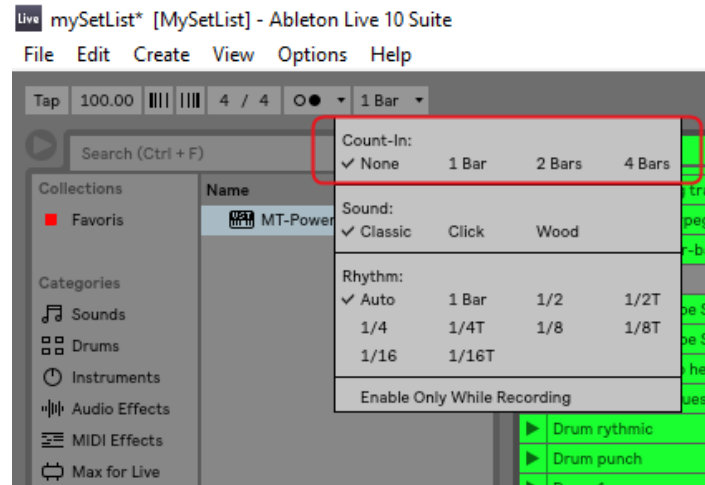 Live mySetList* [MySetList] - Ableton Live 10 Suite
File Edit Create View Options Help
Tap 100.00 4 / 4 1 Bar
Search (Ctrl + F)
Count-In:
None 1 Bar 2 Bars 4 Bars
Collections Name
Favoris MT-Power
Sound:
Classic Click Wood
Categories
Rhythm:
Auto 1 Bar 1/2 1/2T
Sounds
1/4 1/4T 1/8 1/8T
Drums
1/16 1/16T
Instruments
Enable Only While Recording
Audio Effects
Drum rythmic
MIDI Effects
Drum punch
Max for Live